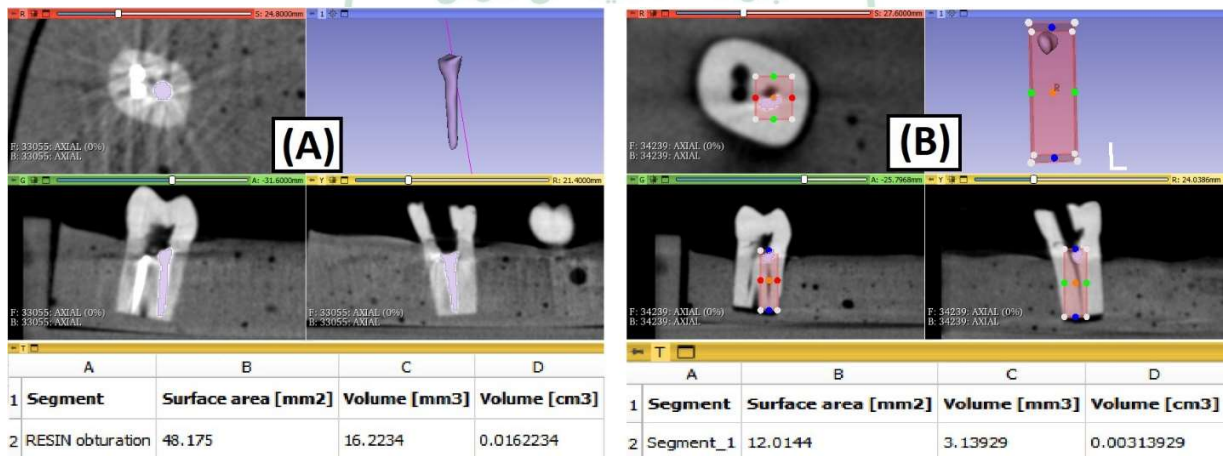 R S: 24.8000mm
1
F: 33055: AXIAL (0%)
B: 33055: AXIAL
(A)
G A: -31.6000mm
Y R: 21.4000mm
F: 33055: AXIAL (0%)
B: 33055: AXIAL
F: 33055: AXIAL (0%)
B: 33055: AXIAL
T
A B C D
1 Segment Surface area [mm2] Volume [mm3] Volume [cm3]
2 RESIN obturation 48.175 16.2234 0.0162234
R S: 27.6000mm
1
R
F: 34239: AXIAL (0%)
B: 34239: AXIAL
(B)
L
G A: -25.7968mm
Y R: 24.0386mm
F: 34239: AXIAL (0%)
B: 34239: AXIAL
F: 34239: AXIAL (0%)
B: 34239: AXIAL
T
A B C D
1 Segment Surface area [mm2] Volume [mm3] Volume [cm3]
2 Segment_1 12.0144 3.13929 0.00313929